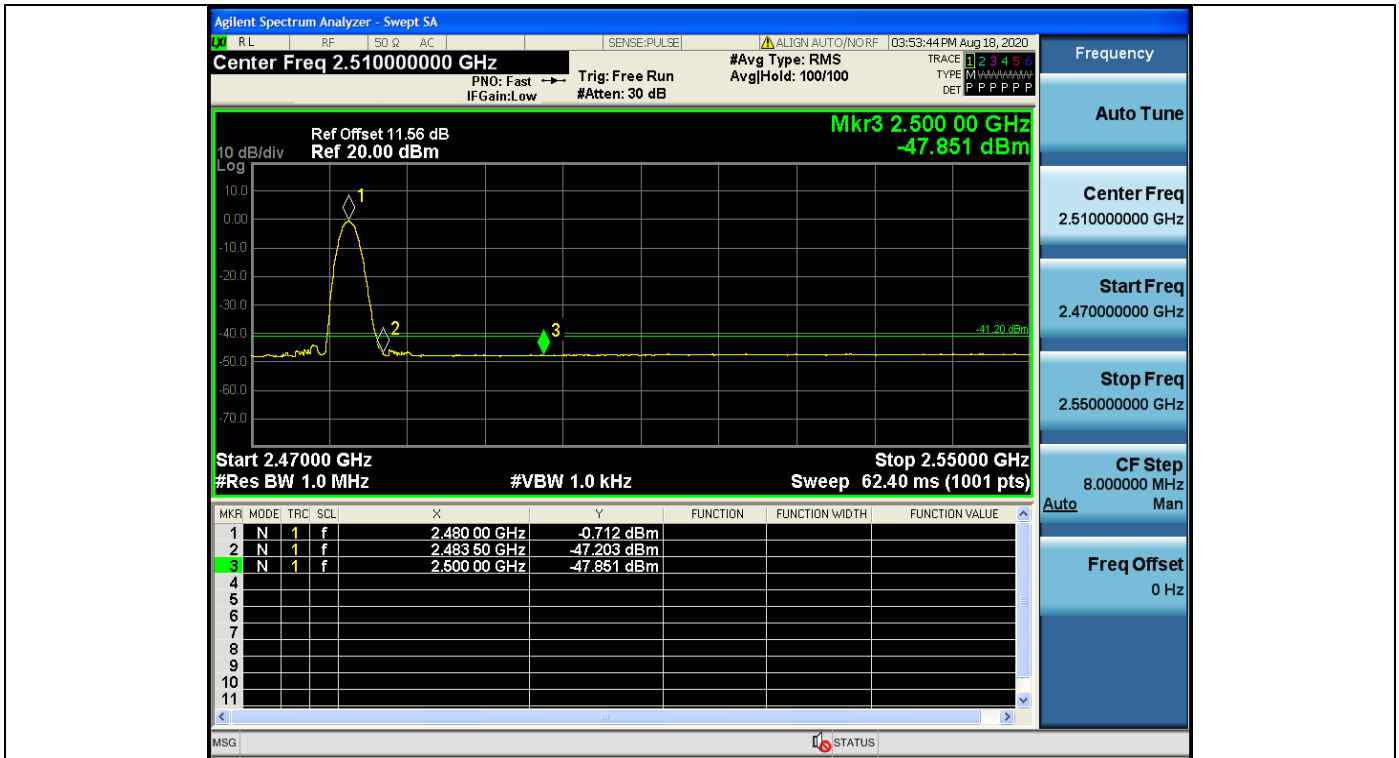 Agilent Spectrum Analyzer - Swept SA
LXI RL RF 50 Ω AC SENSE:PULSE ALIGN AUTO/NO RF 03:53:44 PM Aug 18, 2020
Center Freq 2.510000000 GHz
PNO: Fast
IFGain:Low
Trig: Free Run
#Atten: 30 dB
#Avg Type: RMS
Avg|Hold: 100/100
TRACE 1 2 3 4 5 6
TYPE M
DET P P P P P P
Mkr3 2.500 00 GHz
-47.851 dBm
Ref Offset 11.56 dB
10 dB/div Ref 20.00 dBm
Log
10.0
0.00
-10.0
-20.0
-30.0
-40.0
-50.0
-60.0
-70.0
1
2
3
-41.20 dBm
Start 2.47000 GHz Stop 2.55000 GHz
#Res BW 1.0 MHz #VBW 1.0 kHz Sweep 62.40 ms (1001 pts)
MKR MODE TRC SCL X Y FUNCTION FUNCTION WIDTH FUNCTION VALUE
1 N 1 f 2.480 00 GHz -0.712 dBm
2 N 1 f 2.483 50 GHz -47.203 dBm
3 N 1 f 2.500 00 GHz -47.851 dBm
4
5
6
7
8
9
10
11
MSG STATUS
Frequency
Auto Tune
Center Freq
2.510000000 GHz
Start Freq
2.470000000 GHz
Stop Freq
2.550000000 GHz
CF Step
8.000000 MHz
Auto Man
Freq Offset
0 Hz